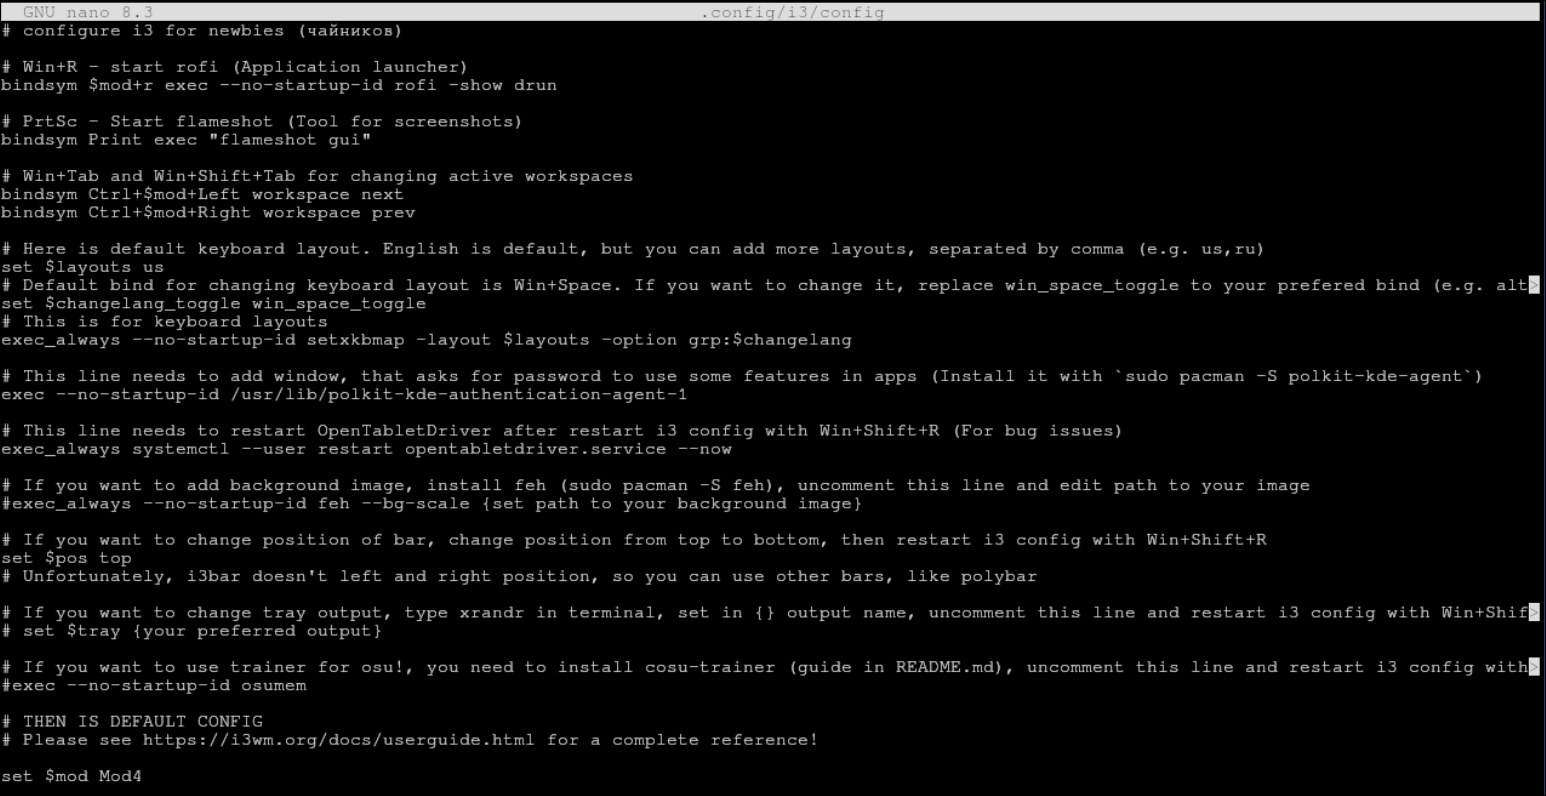 GNU nano 8.3 .config/i3/config
# configure i3 for newbies (чайников)
# Win+R - start rofi (Application launcher)
bindsym $mod+r exec --no-startup-id rofi -show drun
# PrtSc - Start flameshot (Tool for screenshots)
bindsym Print exec "flameshot gui"
# Win+Tab and Win+Shift+Tab for changing active workspaces
bindsym Ctrl+$mod+Left workspace next
bindsym Ctrl+$mod+Right workspace prev
# Here is default keyboard layout. English is default, but you can add more layouts, separated by comma (e.g. us,ru)
set $layouts us
# Default bind for changing keyboard layout is Win+Space. If you want to change it, replace win_space_toggle to your prefered bind (e.g. alt>
set $changelang_toggle win_space_toggle
# This is for keyboard layouts
exec_always --no-startup-id setxkbmap -layout $layouts -option grp:$changelang
# This line needs to add window, that asks for password to use some features in apps (Install it with `sudo pacman -S polkit-kde-agent`)
exec --no-startup-id /usr/lib/polkit-kde-authentication-agent-1
# This line needs to restart OpenTabletDriver after restart i3 config with Win+Shift+R (For bug issues)
exec_always systemctl --user restart opentabletdriver.service --now
# If you want to add background image, install feh (sudo pacman -S feh), uncomment this line and edit path to your image
#exec_always --no-startup-id feh --bg-scale {set path to your background image}
# If you want to change position of bar, change position from top to bottom, then restart i3 config with Win+Shift+R
set $pos top
# Unfortunately, i3bar doesn't left and right position, so you can use other bars, like polybar
# If you want to change tray output, type xrandr in terminal, set in {} output name, uncomment this line and restart i3 config with Win+Shif>
# set $tray {your preferred output}
# If you want to use trainer for osu!, you need to install cosu-trainer (guide in README.md), uncomment this line and restart i3 config with>
#exec --no-startup-id osumem
# THEN IS DEFAULT CONFIG
# Please see https://i3wm.org/docs/userguide.html for a complete reference!
set $mod Mod4